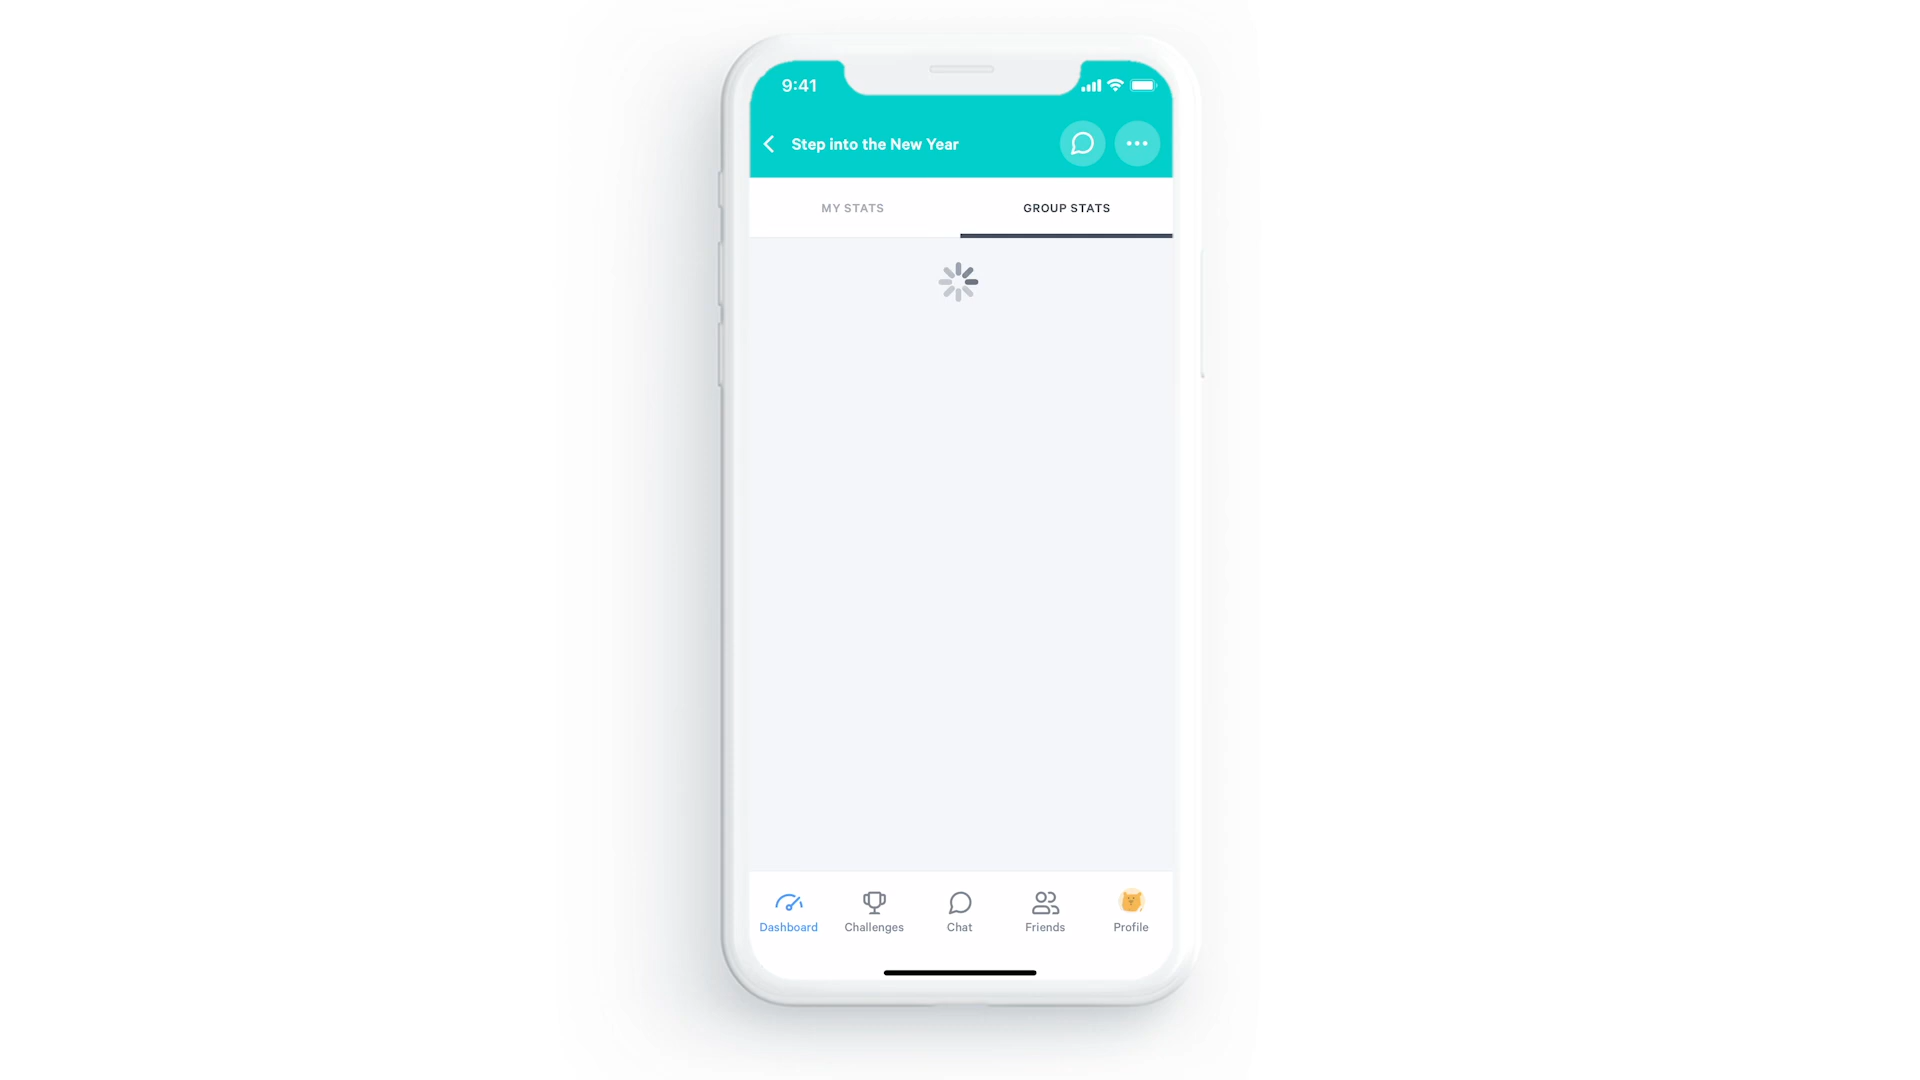 9:41
Step into the New Year
MY STATS
GROUP STATS
Dashboard
Challenges
Chat
Friends
Profile